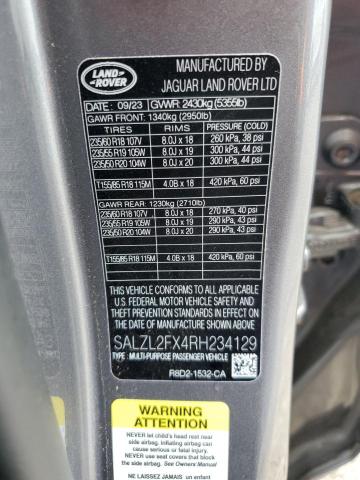 LAND
ROVER
MANUFACTURED BY
JAGUAR LAND ROVER LTD
DATE: 09/23 GVWR: 2430kg (5355lb)
GAWR FRONT: 1340kg (2950lb)
TIRES RIMS PRESSURE (COLD)
235/60 R18 107V 8.0J x 18 260 kPa, 38 psi
235/55 R19 105W 8.0J x 19 300 kPa, 44 psi
235/50 R20 104W 8.0J x 20 300 kPa, 44 psi
T155/85 R18 115M 4.0B x 18 420 kPa, 60 psi
GAWR REAR: 1230kg (2710lb)
235/60 R18 107V 8.0J x 18 270 kPa, 40 psi
235/55 R19 105W 8.0J x 19 290 kPa, 43 psi
235/50 R20 104W 8.0J x 20 290 kPa, 43 psi
T155/85 R18 115M 4.0B x 18 420 kPa, 60 psi
THIS VEHICLE CONFORMS TO ALL APPLICABLE
U.S. FEDERAL MOTOR VEHICLE SAFETY
AND THEFT PREVENTION STANDARDS IN EFFECT
ON THE DATE OF MANUFACTURE SHOWN ABOVE.
SALZL2FX4RH234129
TYPE: MULTI-PURPOSE PASSENGER VEHICLE
R8D2-1532-CA
WARNING
ATTENTION
NEVER let child's head rest near
side airbag. Inflating airbag can
cause serious or fatal injury.
NEVER use seat covers that block
side airbag. See Owner's Manual.
Ne JAMAIS laisser un enfant